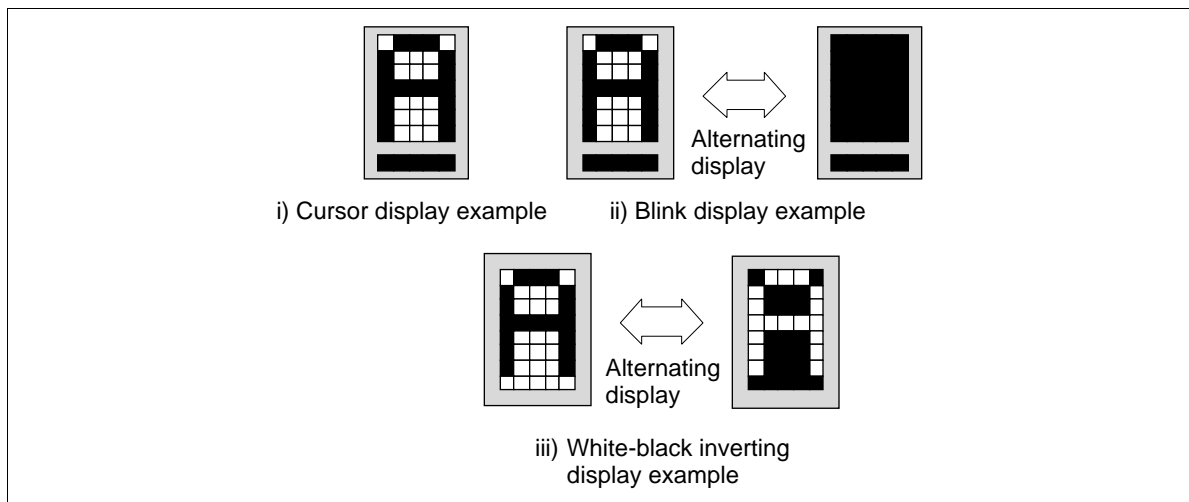 Alternating
display
i) Cursor display example
ii) Blink display example
Alternating
display
iii) White-black inverting
display example